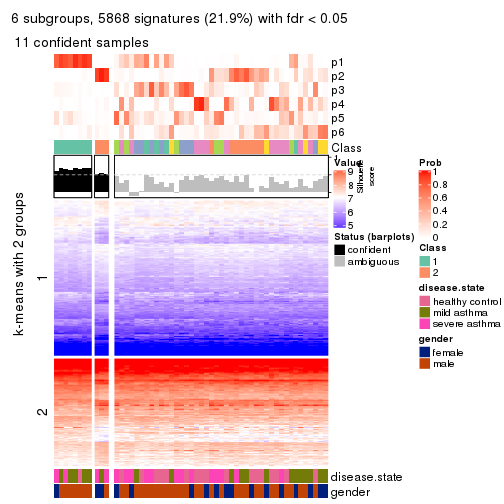 6 subgroups, 5868 signatures (21.9%) with fdr < 0.05
11 confident samples
p1
p2
p3
p4
p5
p6
Class
1
Value
9
8
7
6
5
Silhouette
score
Status (barplots)
confident
ambiguous
Prob
1
0.8
0.6
0.4
0.2
0
Class
1
2
disease.state
healthy control
mild asthma
severe asthma
gender
female
male
k-means with 2 groups
1
2
disease.state
gender